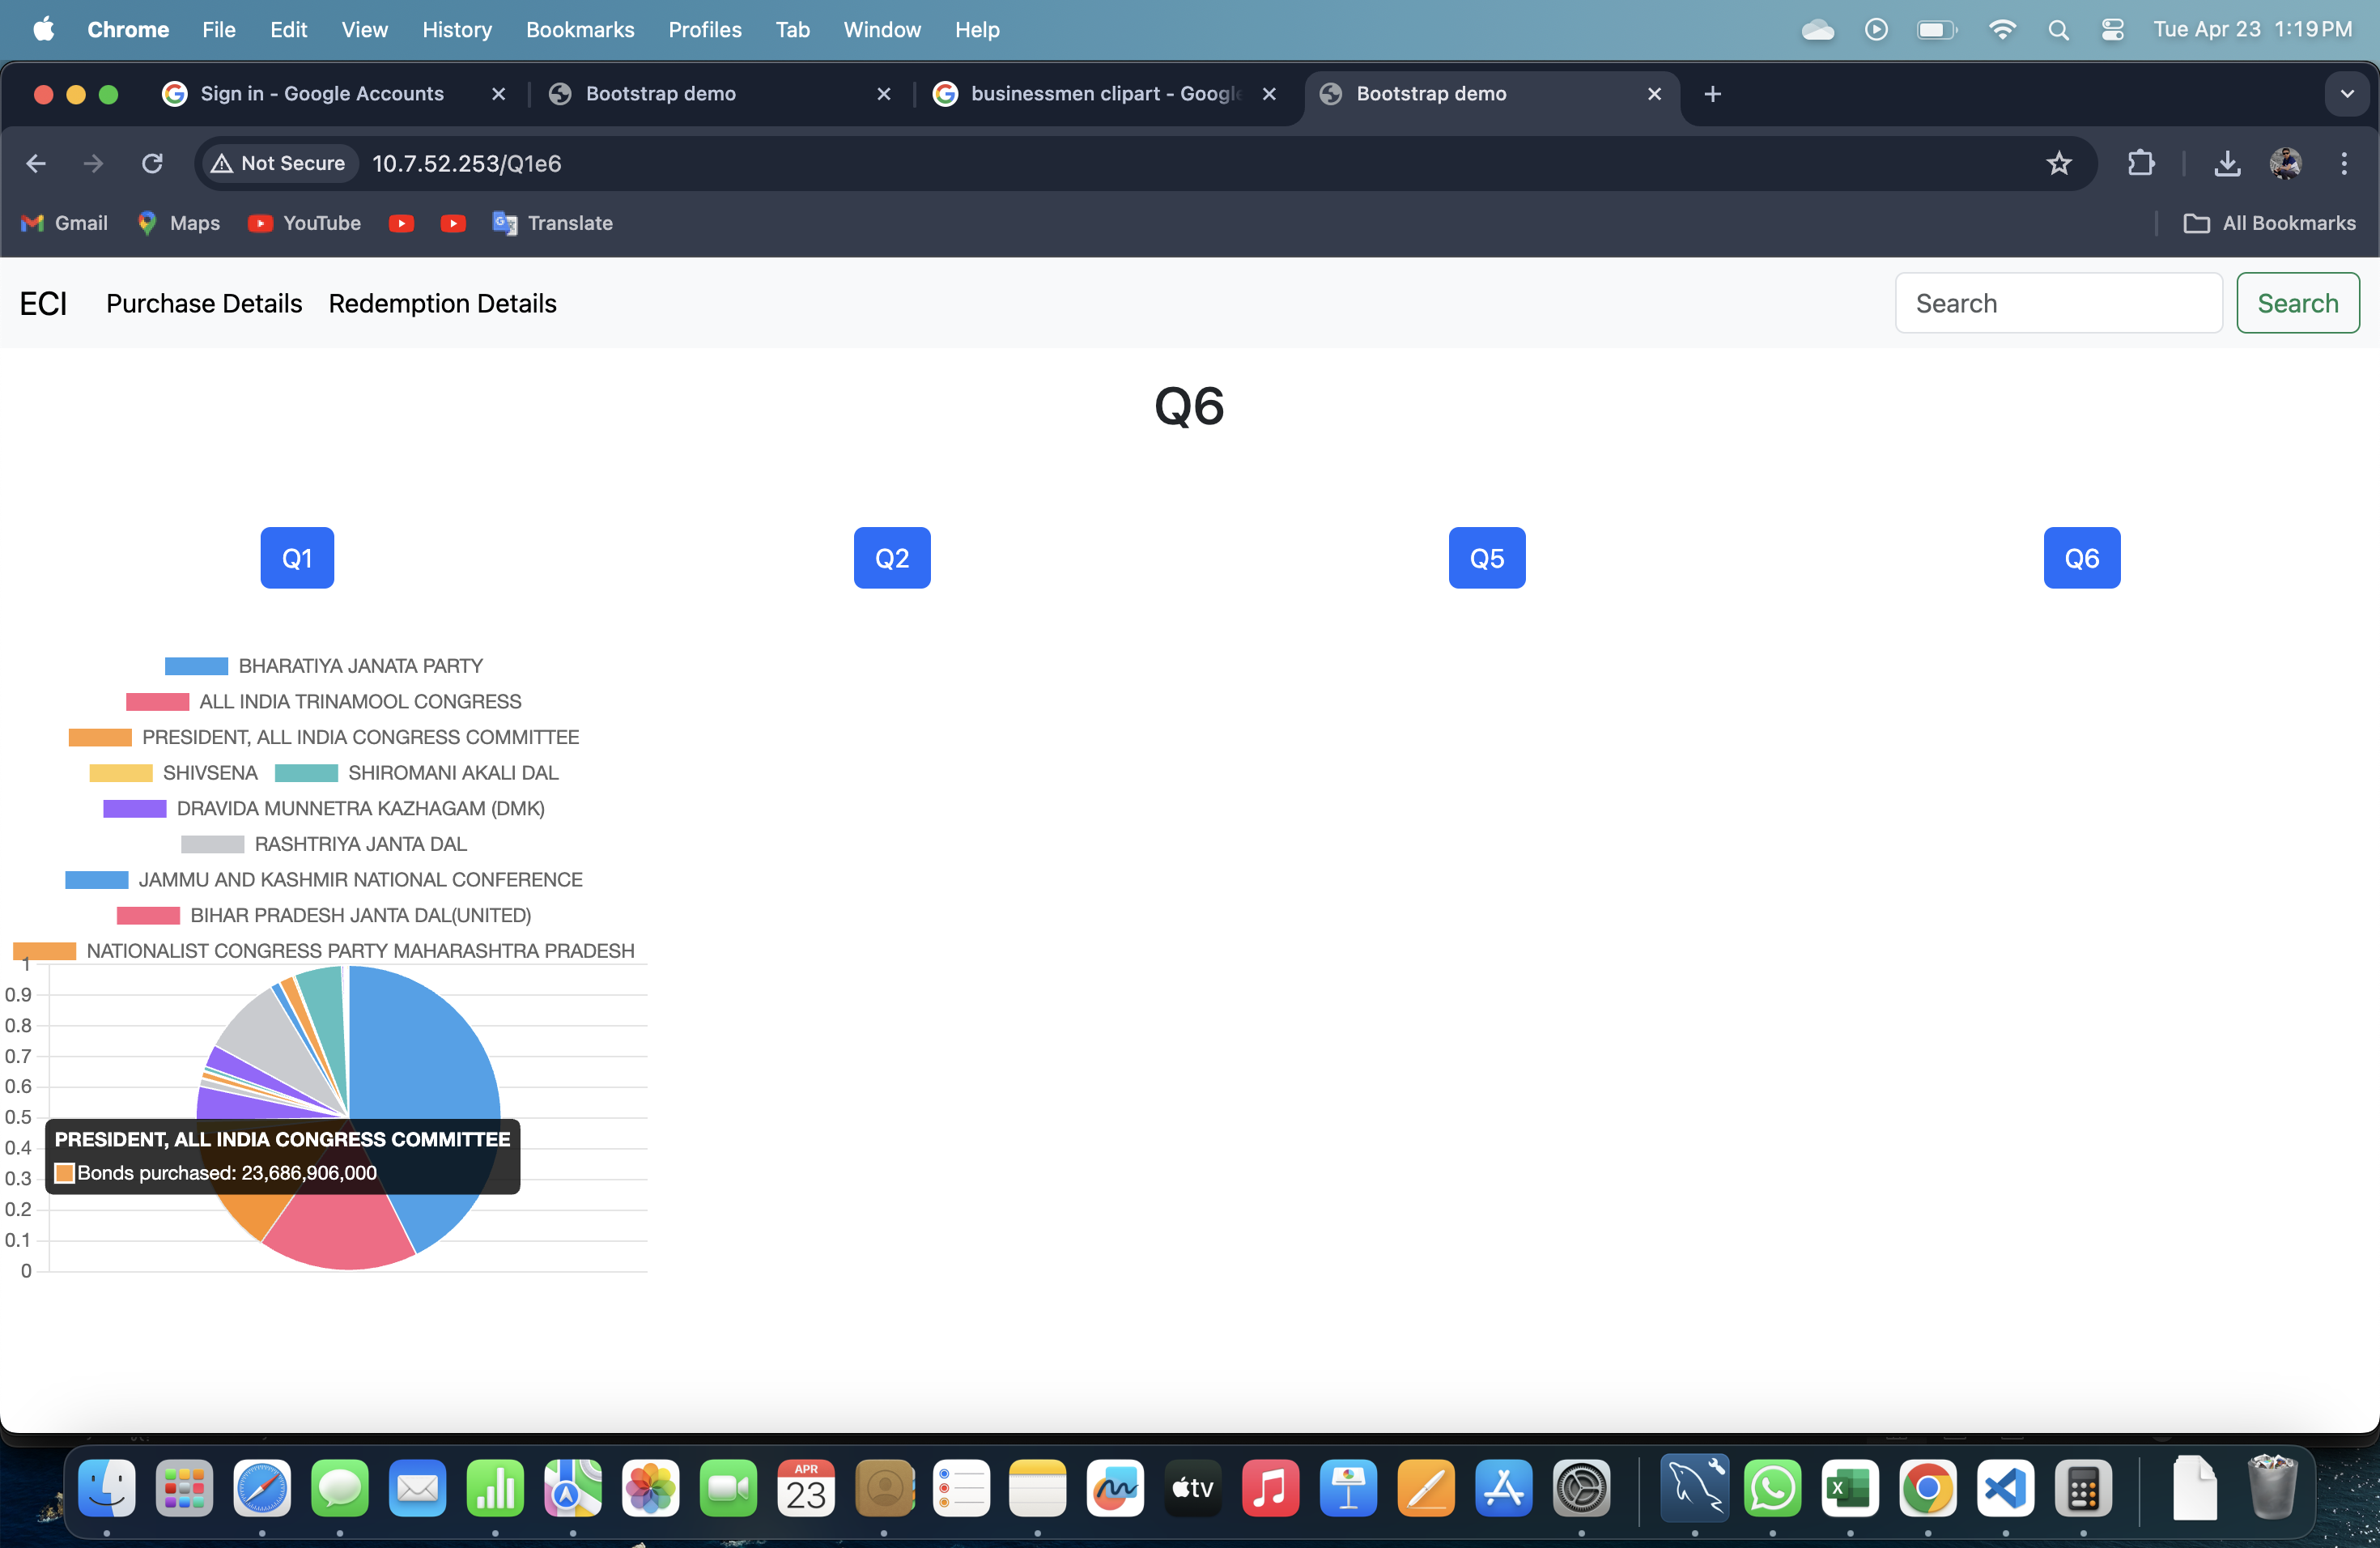 Chrome File Edit View History Bookmarks Profiles Tab Window Help Tue Apr 23 1:19 PM
Sign in - Google Accounts Bootstrap demo businessmen clipart - Google Bootstrap demo
Not Secure 10.7.52.253/Q1e6
Gmail Maps YouTube Translate All Bookmarks
ECI Purchase Details Redemption Details Search Search
Q6
Q1 Q2 Q5 Q6
BHARATIYA JANATA PARTY
ALL INDIA TRINAMOOL CONGRESS
PRESIDENT, ALL INDIA CONGRESS COMMITTEE
SHIVSENA SHIROMANI AKALI DAL
DRAVIDA MUNNETRA KAZHAGAM (DMK)
RASHTRIYA JANTA DAL
JAMMU AND KASHMIR NATIONAL CONFERENCE
BIHAR PRADESH JANTA DAL(UNITED)
NATIONALIST CONGRESS PARTY MAHARASHTRA PRADESH
1
0.9
0.8
0.7
0.6
0.5
PRESIDENT, ALL INDIA CONGRESS COMMITTEE
0.4
Bonds purchased: 23,686,906,000
0.3
0.2
0.1
0
APR
23
tv